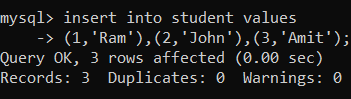 mysql> insert into student values
    -> (1,'Ram'),(2,'John'),(3,'Amit');
Query OK, 3 rows affected (0.00 sec)
Records: 3  Duplicates: 0  Warnings: 0